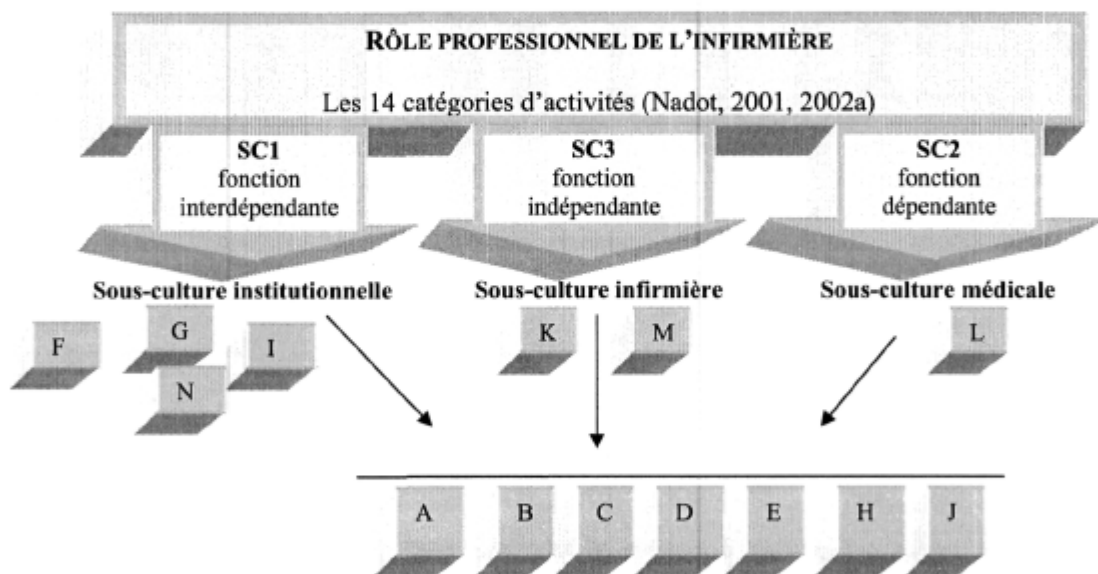 RÔLE PROFESSIONNEL DE L'INFIRMIÈRE
Les 14 catégories d'activités (Nadot, 2001, 2002a)
SC1
fonction
interdépendante
SC3
fonction
indépendante
SC2
fonction
dépendante
Sous-culture institutionnelle
Sous-culture infirmière
Sous-culture médicale
F
G
I
N
K
M
L
A
B
C
D
E
H
J